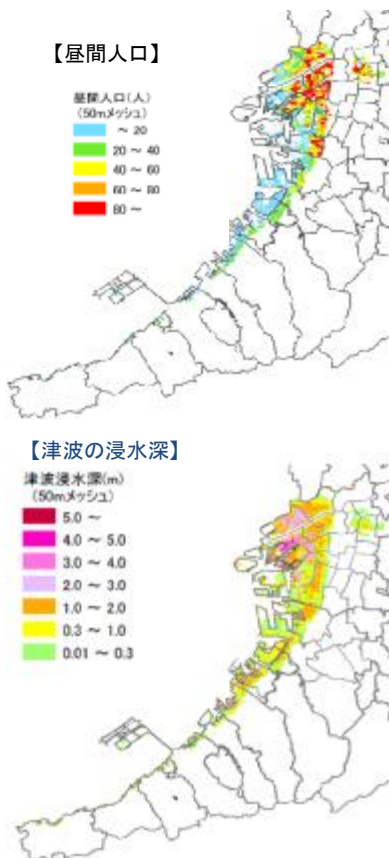 【昼間人口】
昼間人口(人)
(50mメッシュ)
～ 20
20 ～ 40
40 ～ 60
60 ～ 80
80 ～
【津波の浸水深】
津波浸水深(m)
(50mメッシュ)
5.0 ～
4.0 ～ 5.0
3.0 ～ 4.0
2.0 ～ 3.0
1.0 ～ 2.0
0.3 ～ 1.0
0.01 ～ 0.3